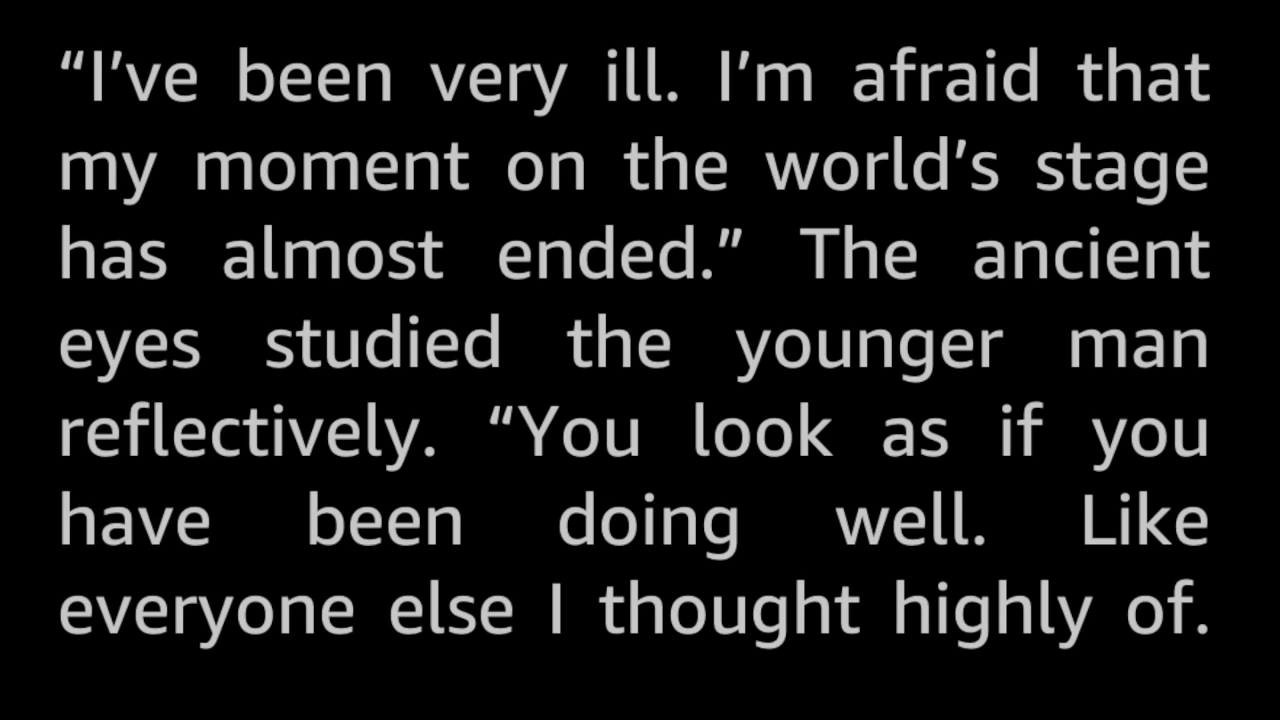 “I’ve been very ill. I’m afraid that
my moment on the world’s stage
has almost ended.” The ancient
eyes studied the younger man
reflectively. “You look as if you
have been doing well. Like
everyone else I thought highly of.